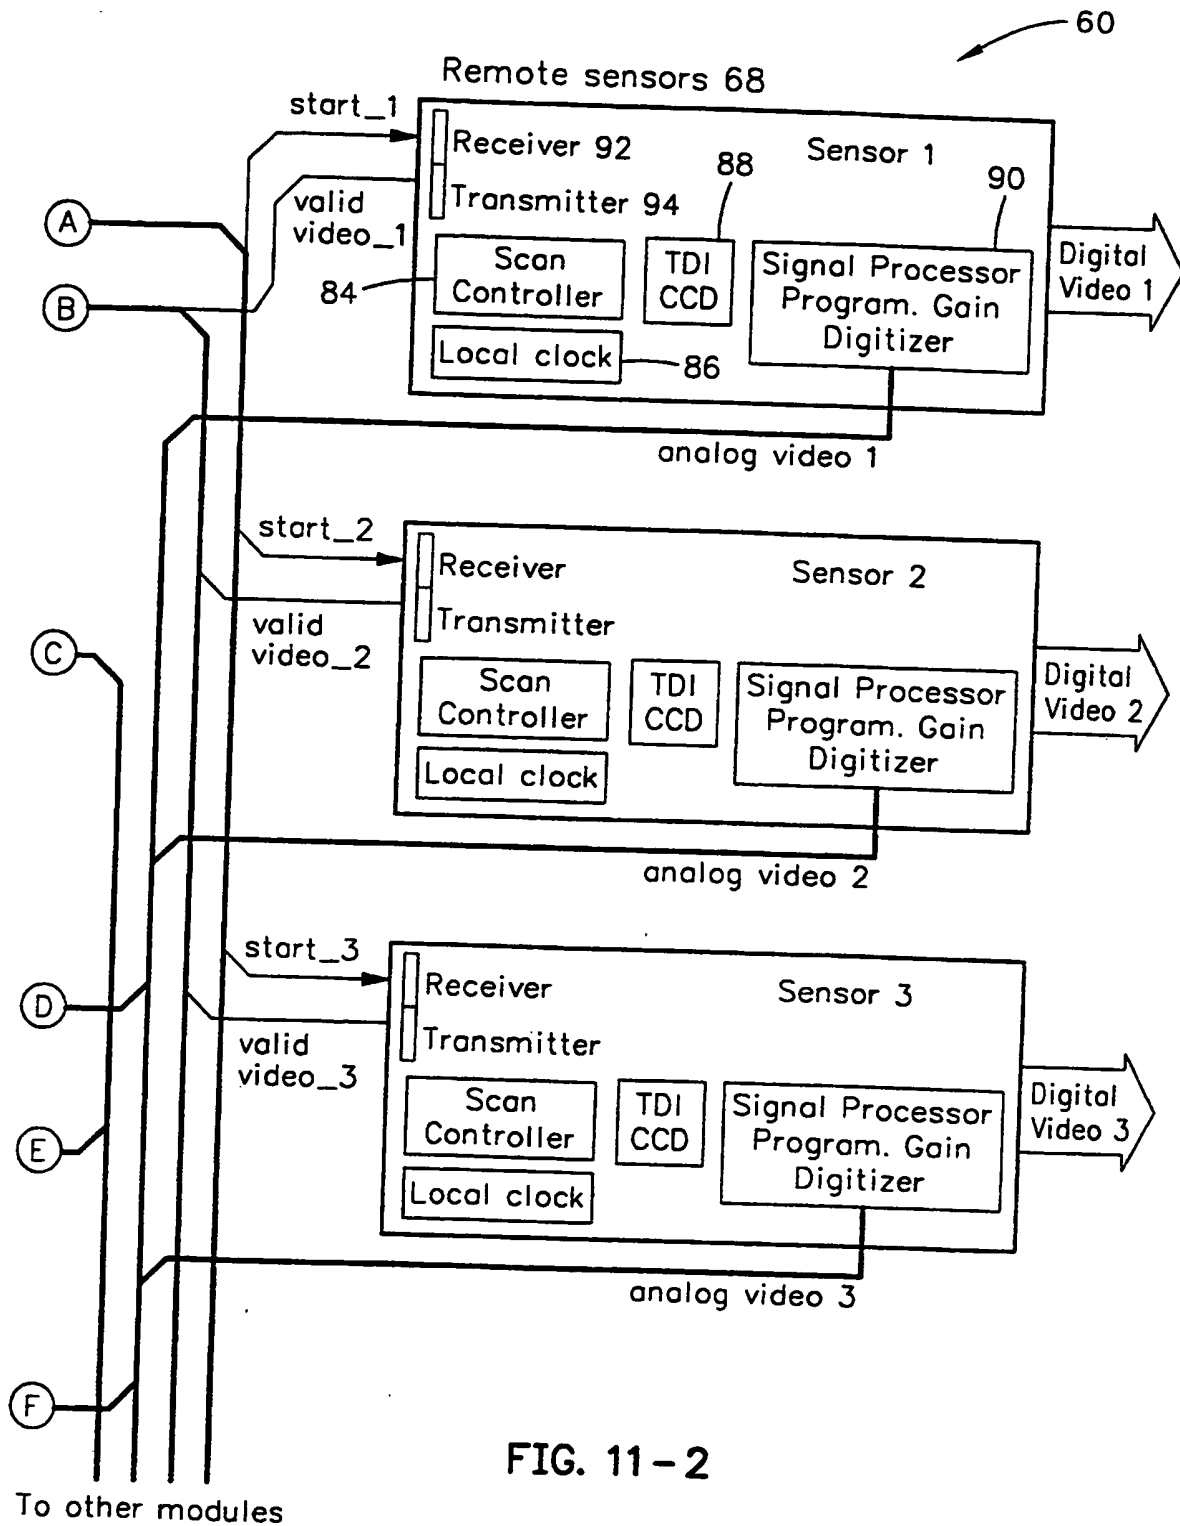 60
Remote sensors 68
start_1
Receiver 92
Sensor 1
88
90
Transmitter 94
valid
video_1
A
Scan
Controller
TDI
CCD
Signal Processor
Program. Gain
Digitizer
Digital
Video 1
84
B
Local clock
86
analog video 1
start_2
Receiver
Sensor 2
Transmitter
valid
video_2
C
Scan
Controller
TDI
CCD
Signal Processor
Program. Gain
Digitizer
Digital
Video 2
Local clock
analog video 2
start_3
Receiver
Sensor 3
D
Transmitter
valid
video_3
Scan
Controller
TDI
CCD
Signal Processor
Program. Gain
Digitizer
Digital
Video 3
E
Local clock
analog video 3
F
FIG. 11-2
To other modules